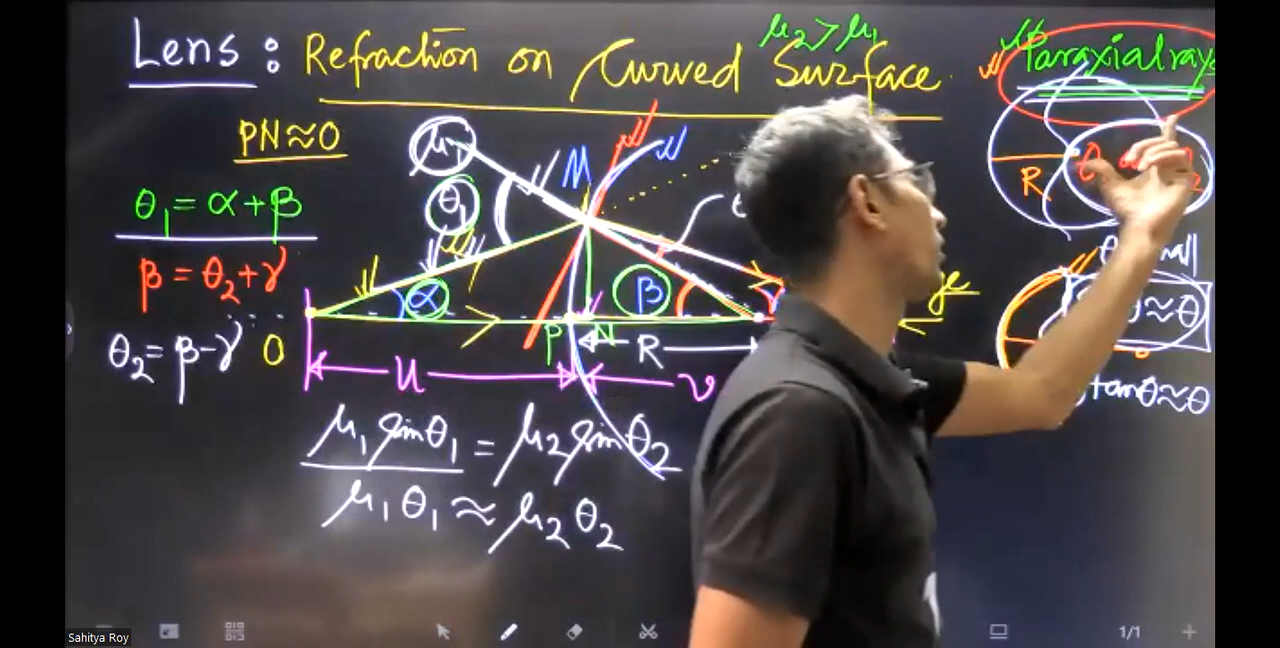 Lens : Refraction on Curved Surface
μ₂ > μ₁
Paraxial rays
PN≈0
θ₁ = α+β
β = θ₂+γ
θ₂ = β-γ
μ₁
θ₁
M
α
β
O
P
N
R
u
v
μ₁ sinθ₁ = μ₂ sinθ₂
μ₁ θ₁ ≈ μ₂ θ₂
R
≈ θ
tanθ≈θ
Sahitya Roy
1/1